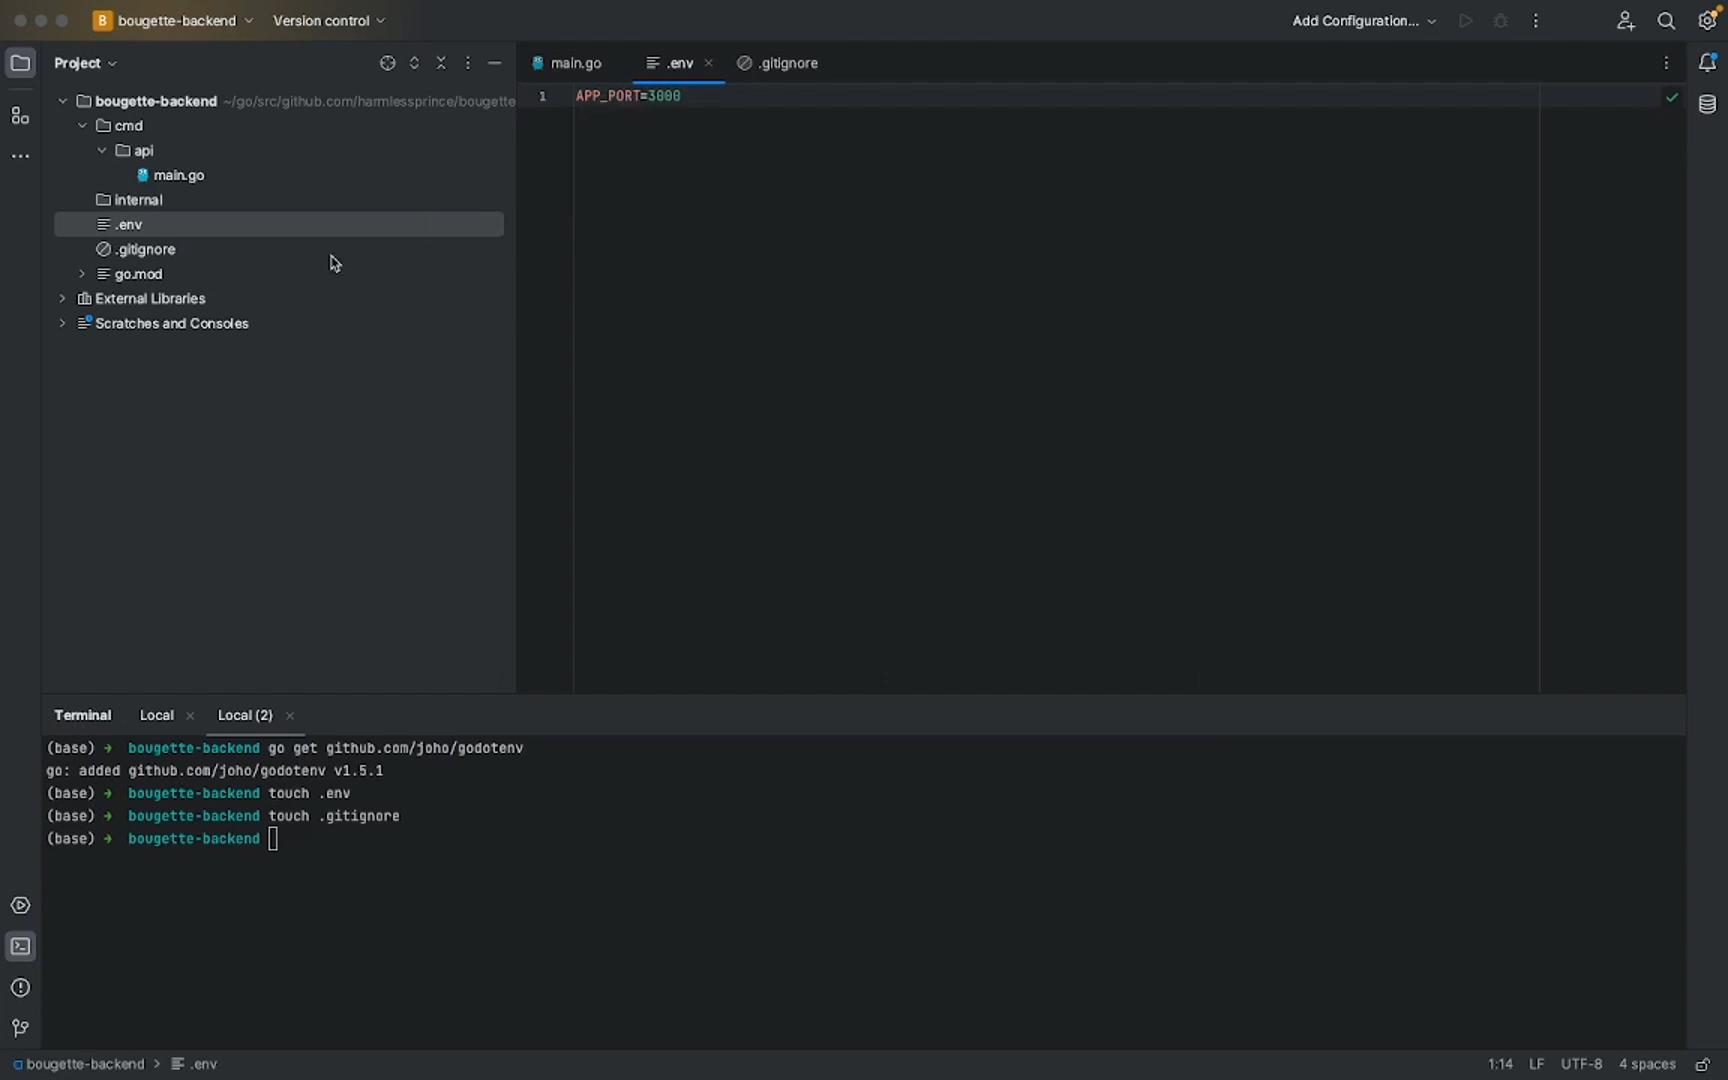 B bougette-backend Version control Add Configuration...
Project
main.go .env .gitignore
bougette-backend ~/go/src/github.com/harmlessprince/bougette
1 APP_PORT=3000
cmd
api
main.go
internal
.env
.gitignore
go.mod
External Libraries
Scratches and Consoles
Terminal Local Local (2)
(base) → bougette-backend go get github.com/joho/godotenv
go: added github.com/joho/godotenv v1.5.1
(base) → bougette-backend touch .env
(base) → bougette-backend touch .gitignore
(base) → bougette-backend
bougette-backend > .env 1:14 LF UTF-8 4 spaces